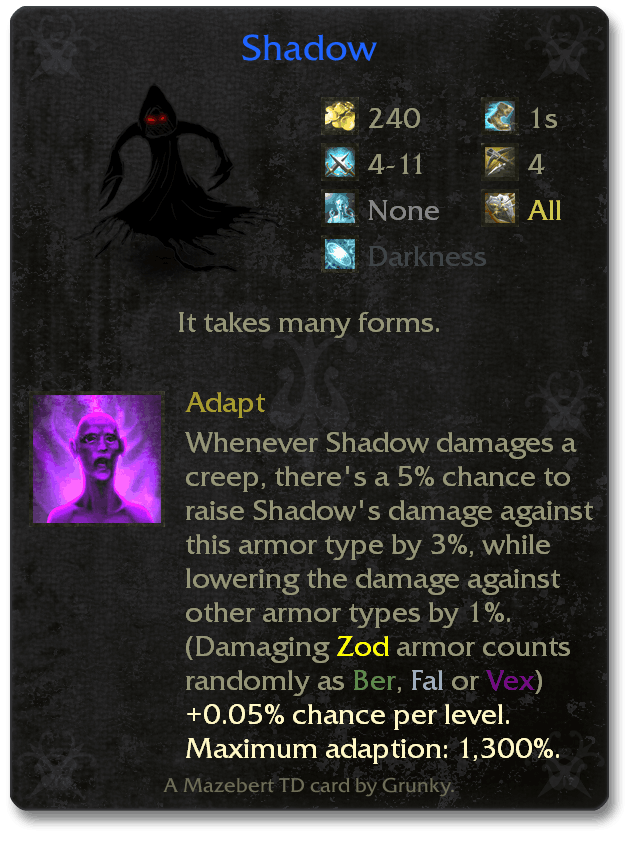 Shadow
240 1s
4-11 4
None All
Darkness
It takes many forms.
Adapt
Whenever Shadow damages a
creep, there's a 5% chance to
raise Shadow's damage against
this armor type by 3%, while
lowering the damage against
other armor types by 1%.
(Damaging Zod armor counts
randomly as Ber, Fal or Vex)
+0.05% chance per level.
Maximum adaption: 1,300%.
A Mazebert TD card by Grunky.